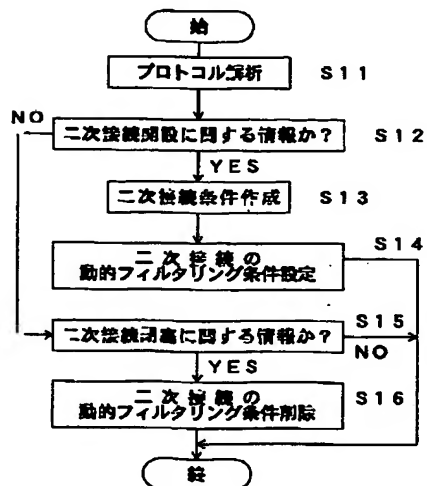 始
プロトコル解析 S11
NO
二次接続開設に関する情報か? S12
YES
二次接続条件作成 S13
S14
二次接続の
動的フィルタリング条件設定
S15
二次接続閉塞に関する情報か?
NO
YES
二次接続の S16
動的フィルタリング条件削除
終